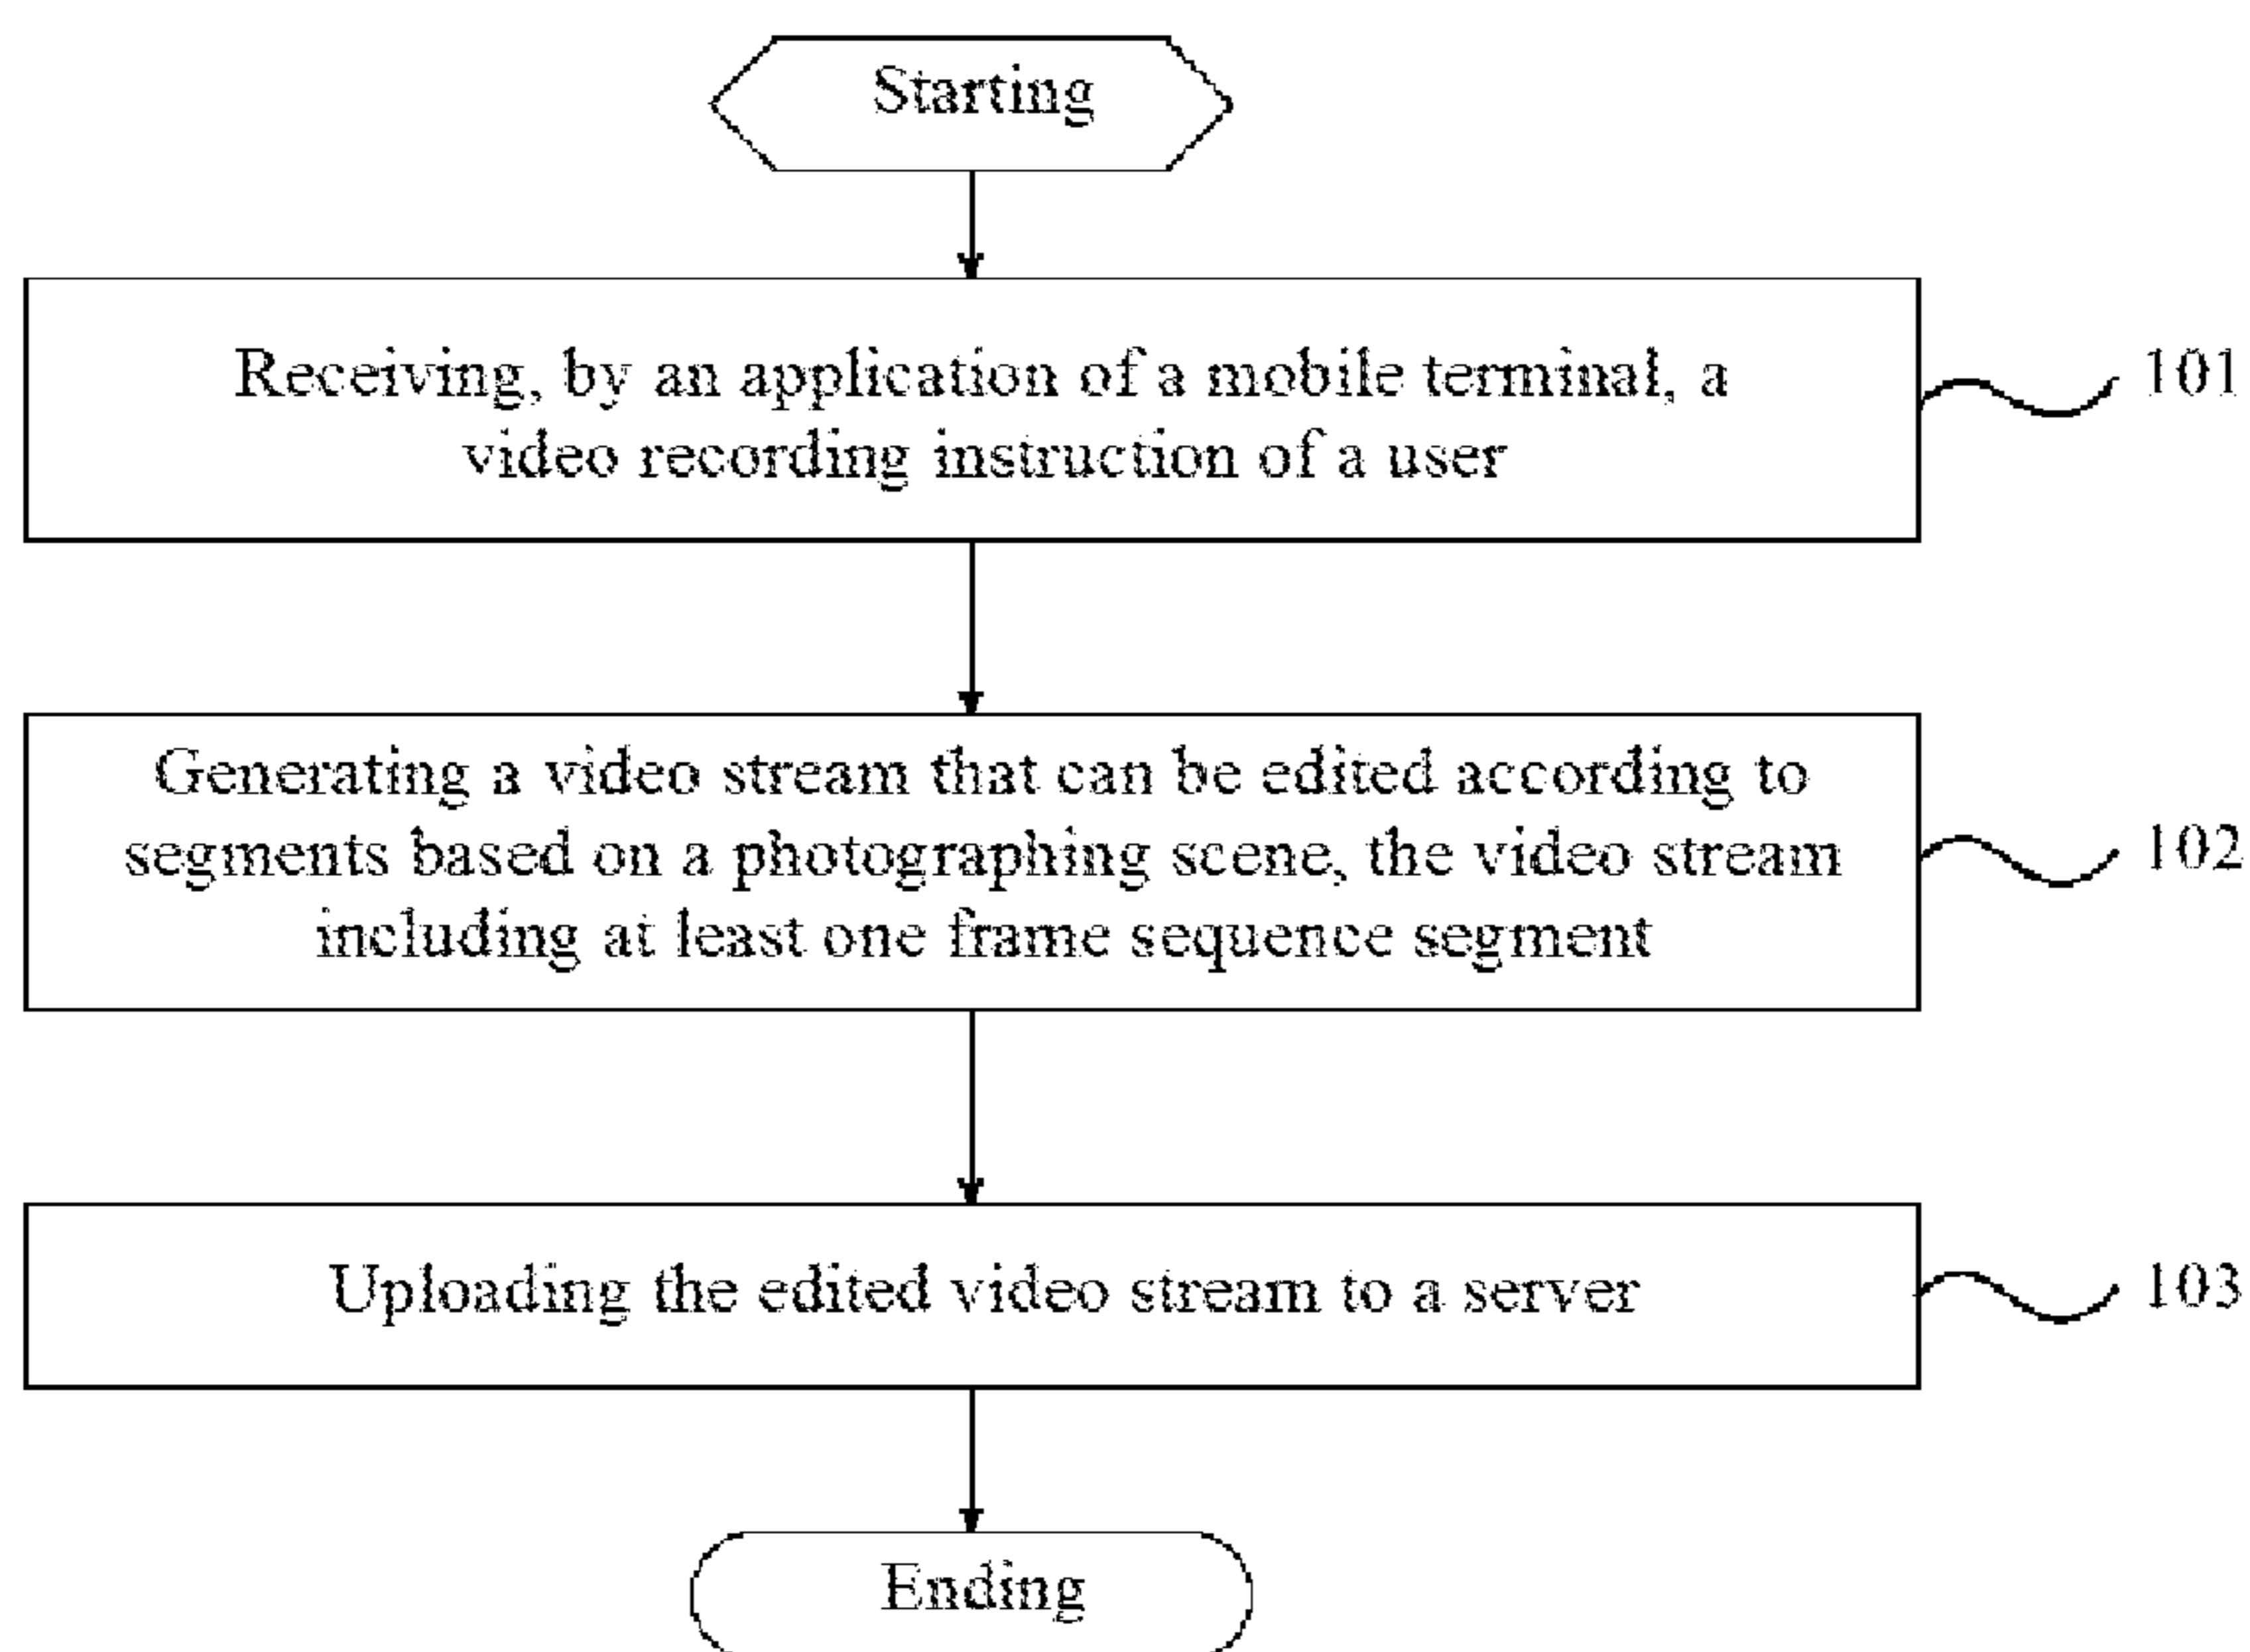 Starting
Receiving, by an application of a mobile terminal, a
video recording instruction of a user
101
Generating a video stream that can be edited according to
segments based on a photographing scene, the video stream
including at least one frame sequence segment
102
Uploading the edited video stream to a server
103
Ending